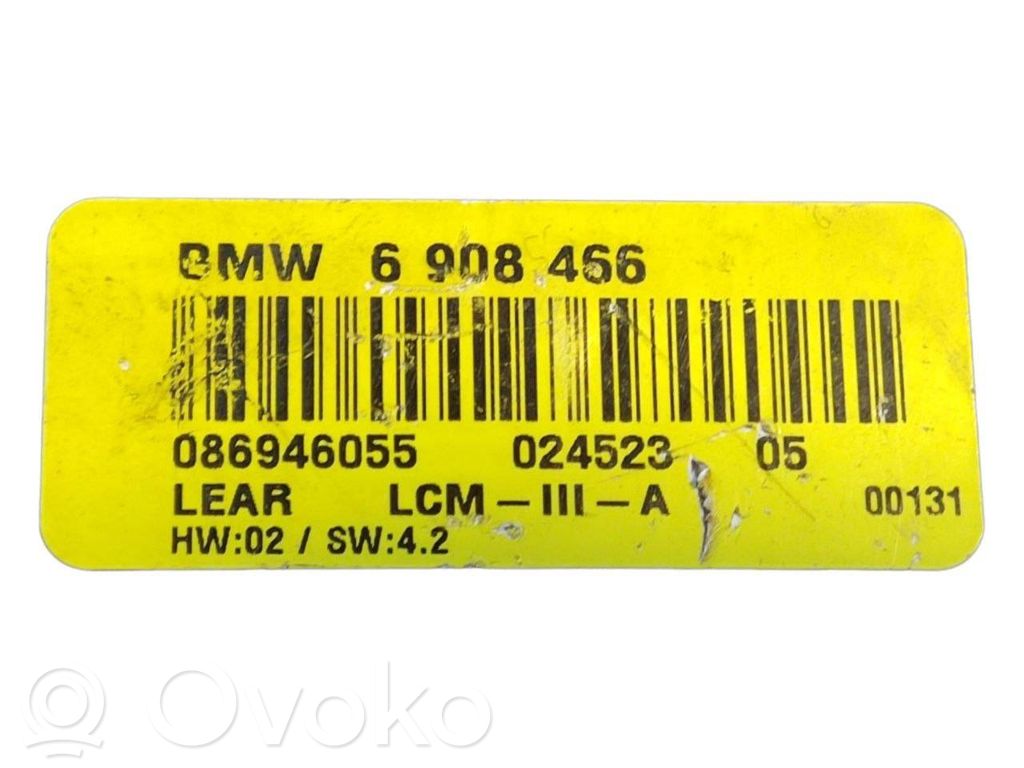 BMW 6 908 466
086946055 024523 05
LEAR LCM-III-A 00131
HW:02 / SW:4.2
Ovoko